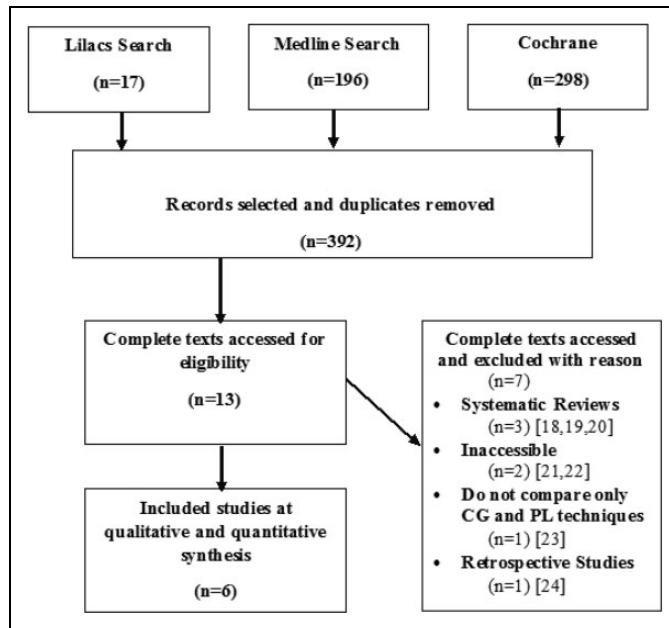 Lilacs Search
(n=17)
Medline Search
(n=196)
Cochrane
(n=298)
Records selected and duplicates removed
(n=392)
Complete texts accessed for
eligibility
(n=13)
Complete texts accessed
and excluded with reason
(n=7)
• Systematic Reviews
(n=3) [18,19,20]
• Inaccessible
(n=2) [21,22]
• Do not compare only
CG and PL techniques
(n=1) [23]
• Retrospective Studies
(n=1) [24]
Included studies at
qualitative and quantitative
synthesis
(n=6)